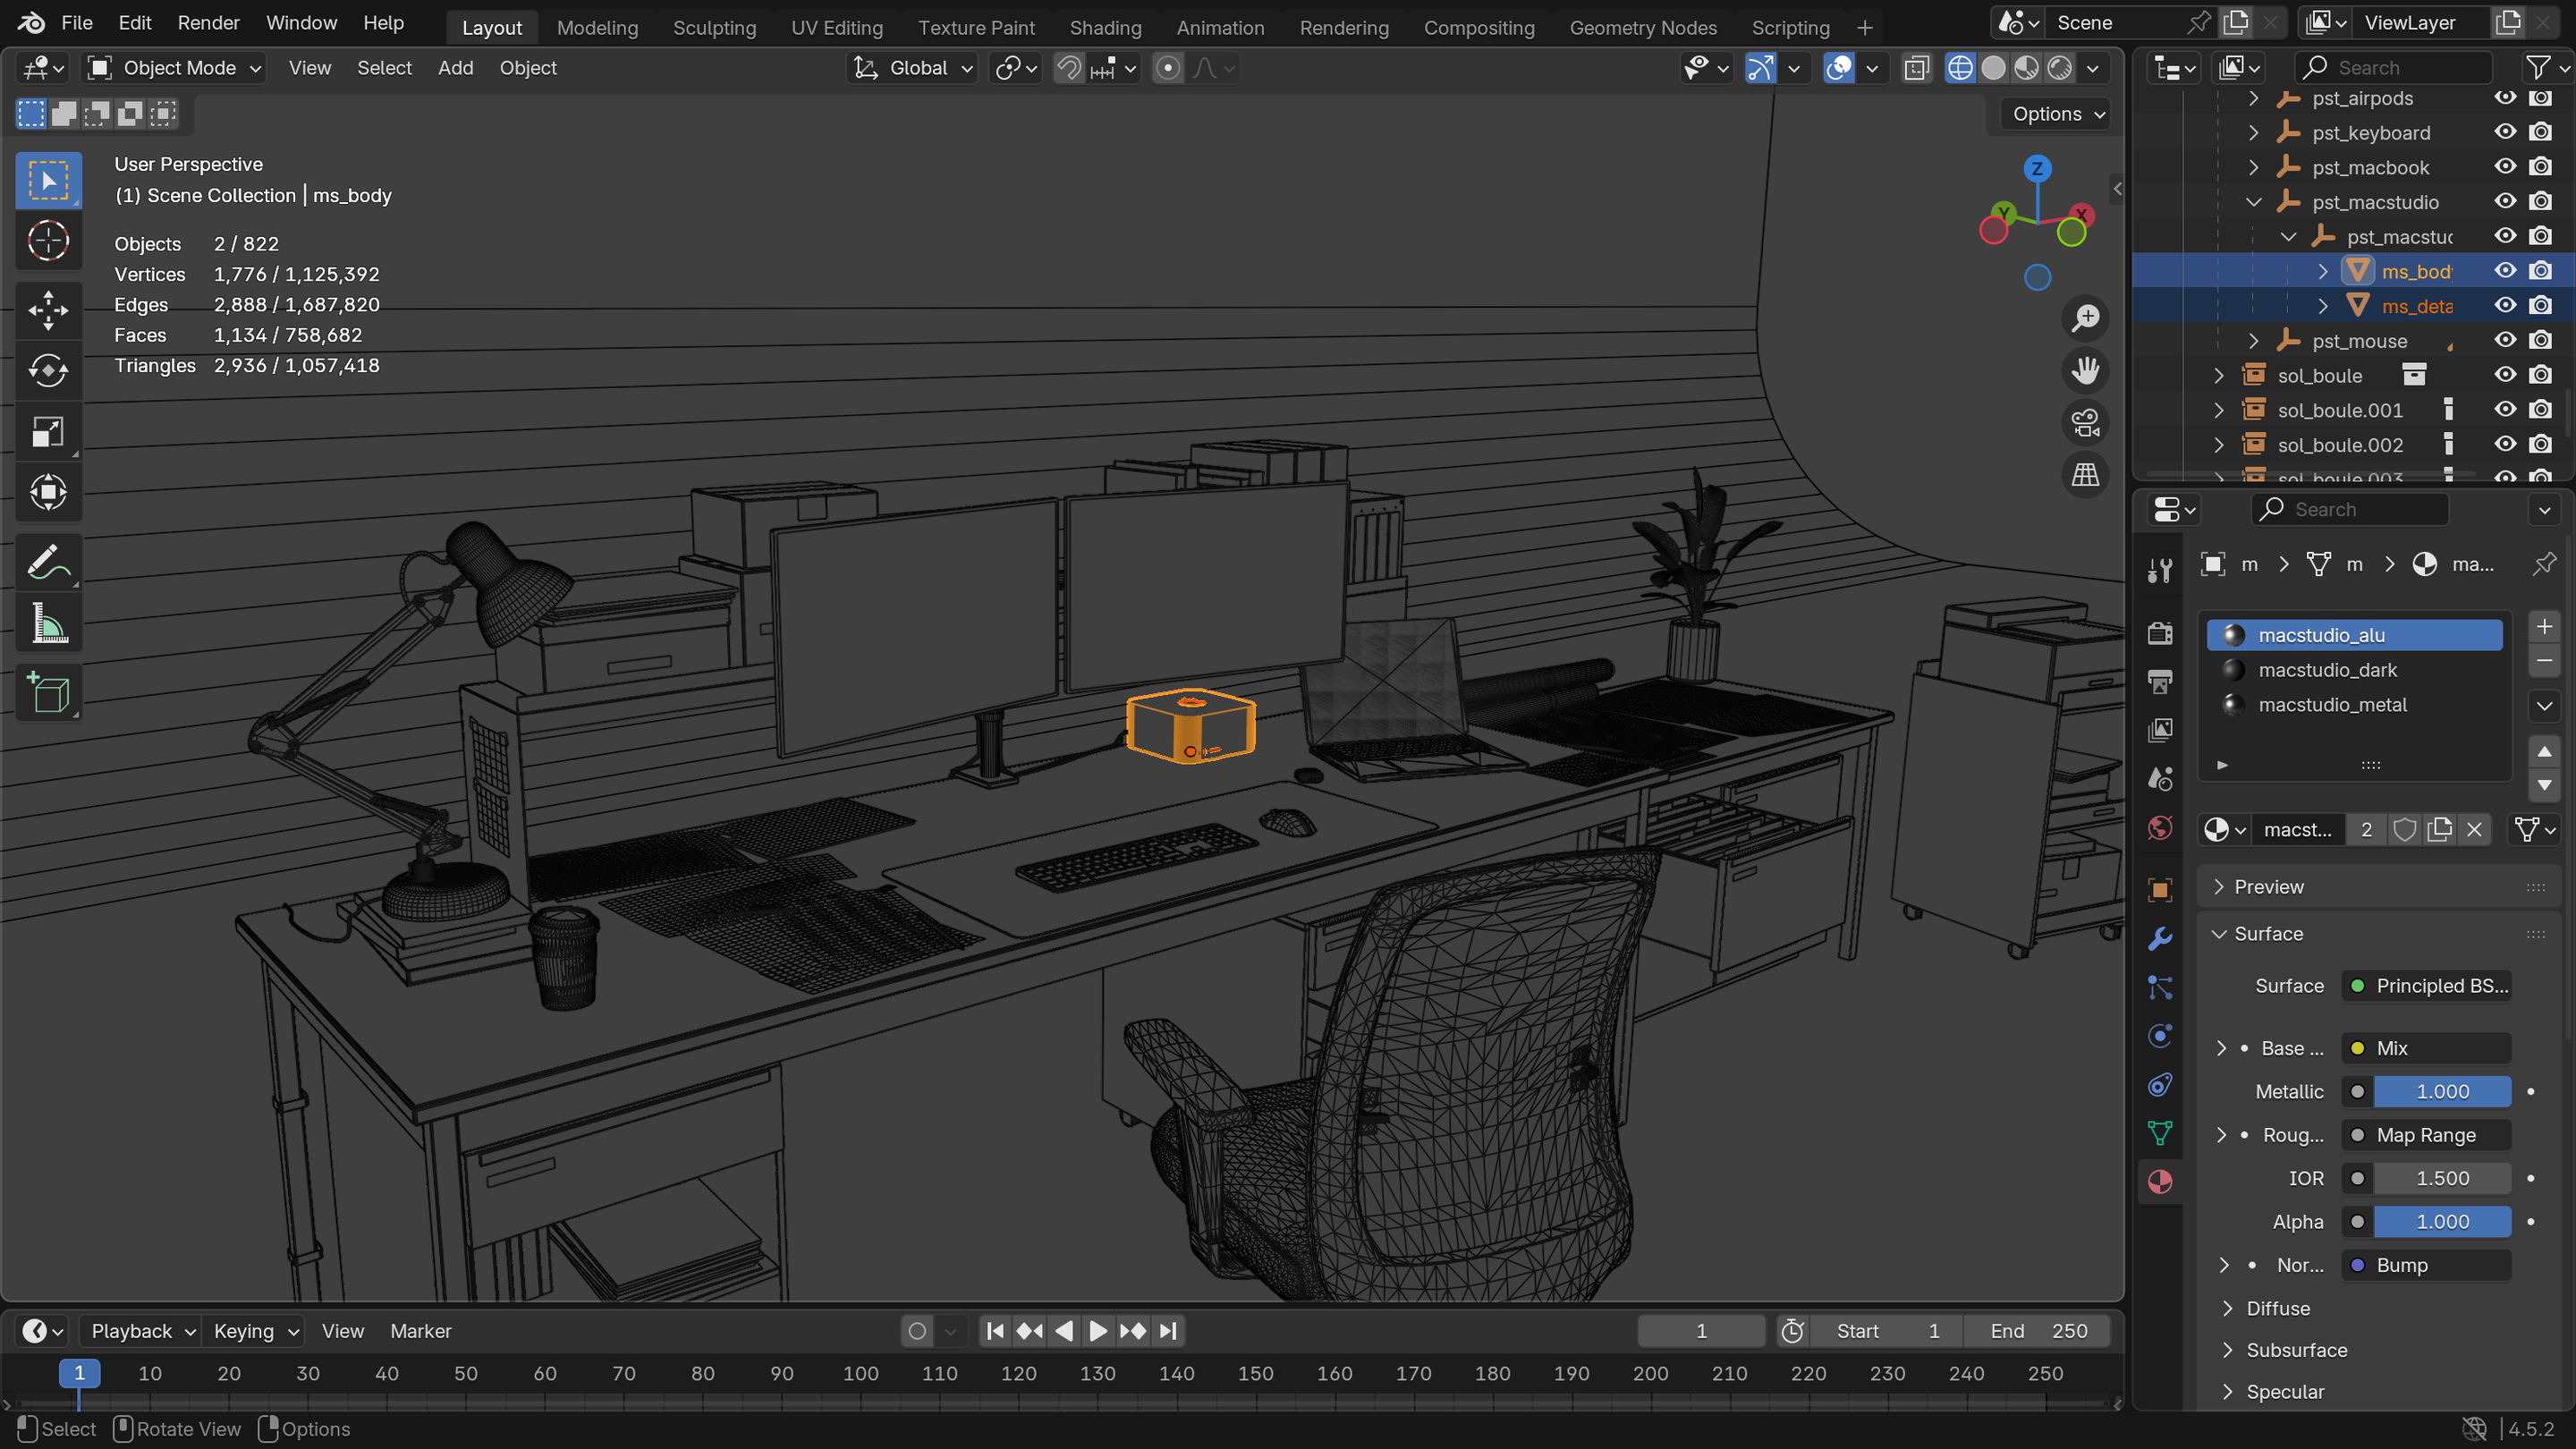 File Edit Render Window Help
Layout Modeling Sculpting UV Editing Texture Paint Shading Animation Rendering Compositing Geometry Nodes Scripting +
Scene
ViewLayer
Object Mode View Select Add Object
Global
Options
User Perspective
(1) Scene Collection | ms_body
Objects 2 / 822
Vertices 1,776 / 1,125,392
Edges 2,888 / 1,687,820
Faces 1,134 / 758,682
Triangles 2,936 / 1,057,418
Z
Y
X
Search
pst_airpods
pst_keyboard
pst_macbook
pst_macstudio
pst_macstud
ms_body
ms_deta
pst_mouse
sol_boule
sol_boule.001
sol_boule.002
sol_boule.003
Search
m > m > ma...
macstudio_alu
macstudio_dark
macstudio_metal
macst... 2
Preview
Surface
Surface Principled BS...
Base ... Mix
Metallic 1.000
Roug... Map Range
IOR 1.500
Alpha 1.000
Nor... Bump
Diffuse
Subsurface
Specular
Playback Keying View Marker
1
Start 1
End 250
1 10 20 30 40 50 60 70 80 90 100 110 120 130 140 150 160 170 180 190 200 210 220 230 240 250
Select Rotate View Options
4.5.2